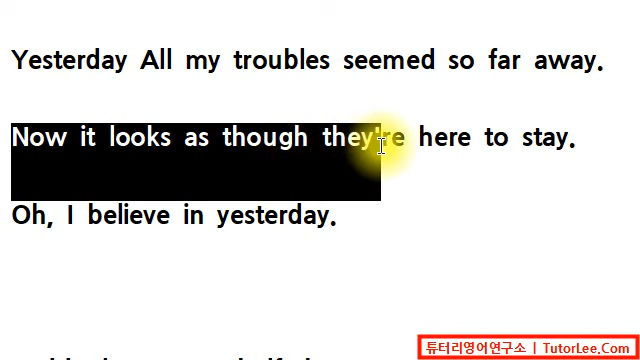 Yesterday All my troubles seemed so far away.
Now it looks as though they're here to stay.
Oh, I believe in yesterday.
튜터리영어연구소 | TutorLee.Com